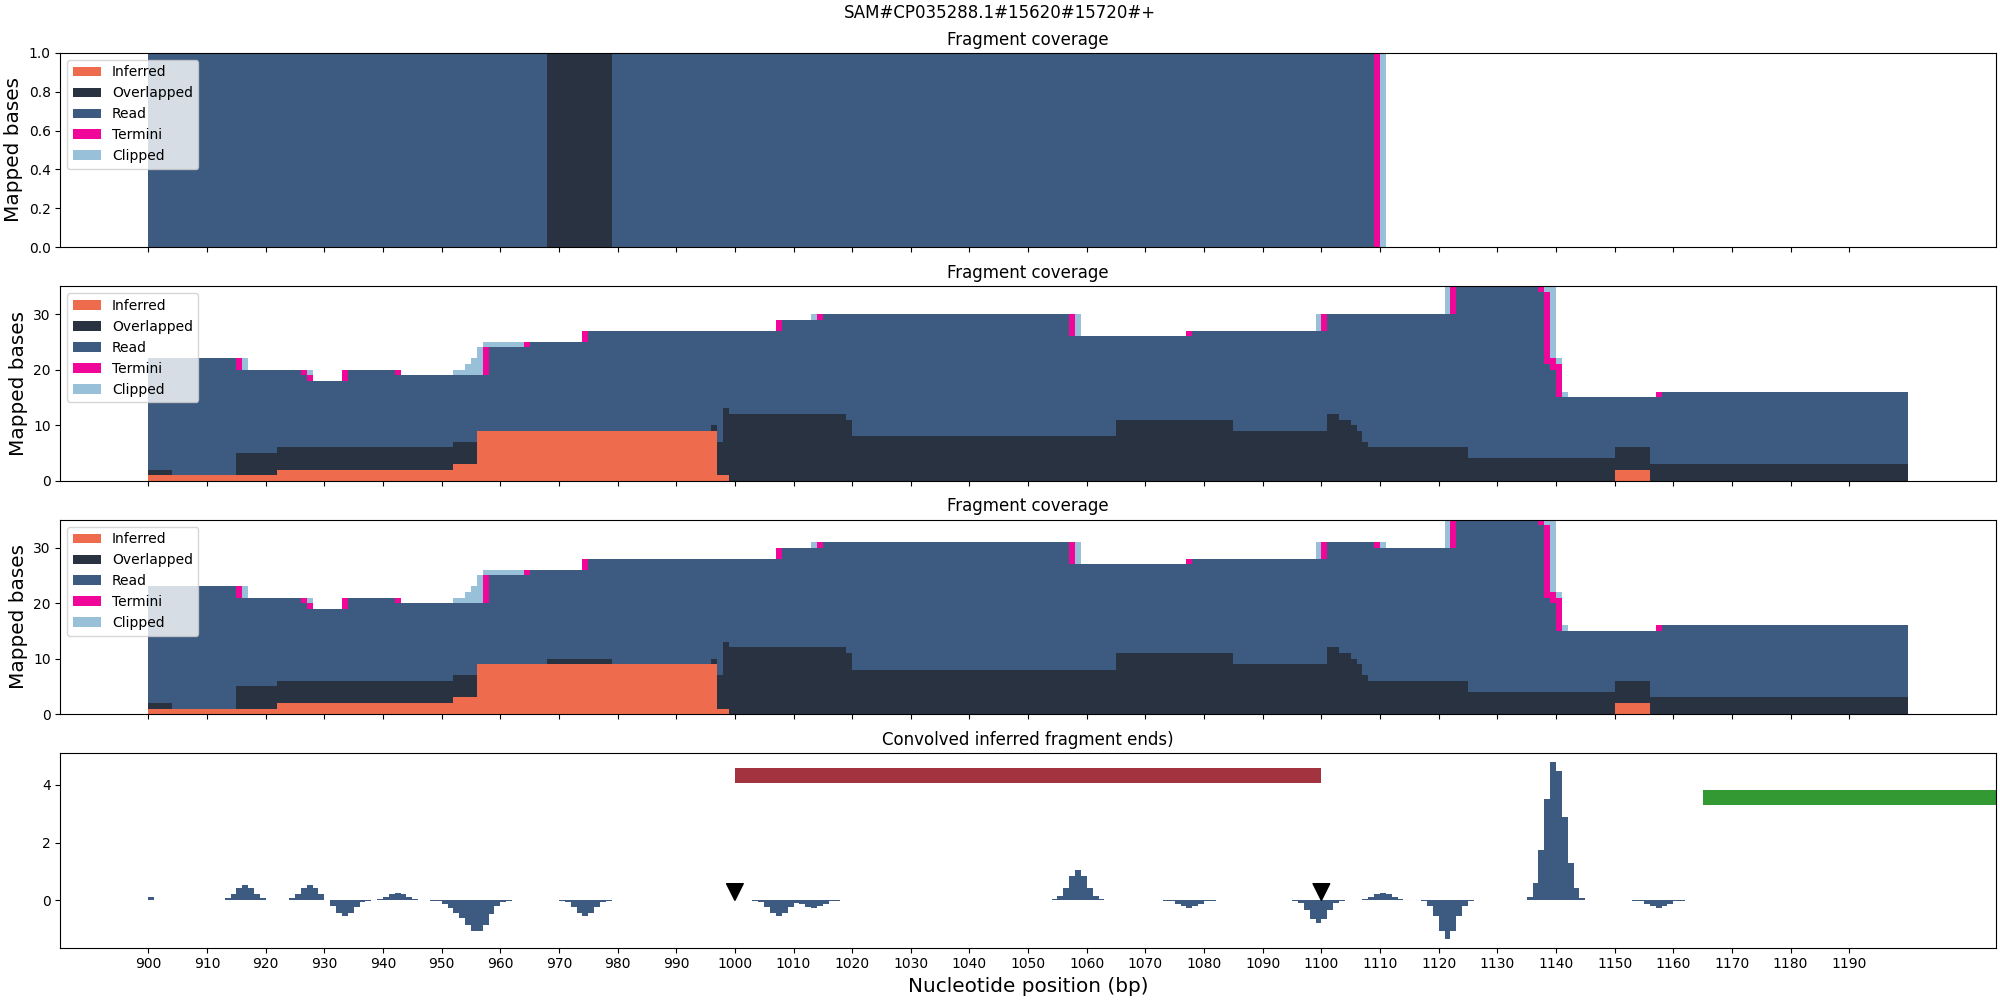 SAM#CP035288.1#15620#15720#+
Fragment coverage
Mapped bases
1.0
0.8
0.6
0.4
0.2
0.0
Inferred
Overlapped
Read
Termini
Clipped
Fragment coverage
Mapped bases
30
20
10
0
Inferred
Overlapped
Read
Termini
Clipped
Fragment coverage
Mapped bases
30
20
10
0
Inferred
Overlapped
Read
Termini
Clipped
Convolved inferred fragment ends)
4
2
0
900 910 920 930 940 950 960 970 980 990 1000 1010 1020 1030 1040 1050 1060 1070 1080 1090 1100 1110 1120 1130 1140 1150 1160 1170 1180 1190
Nucleotide position (bp)